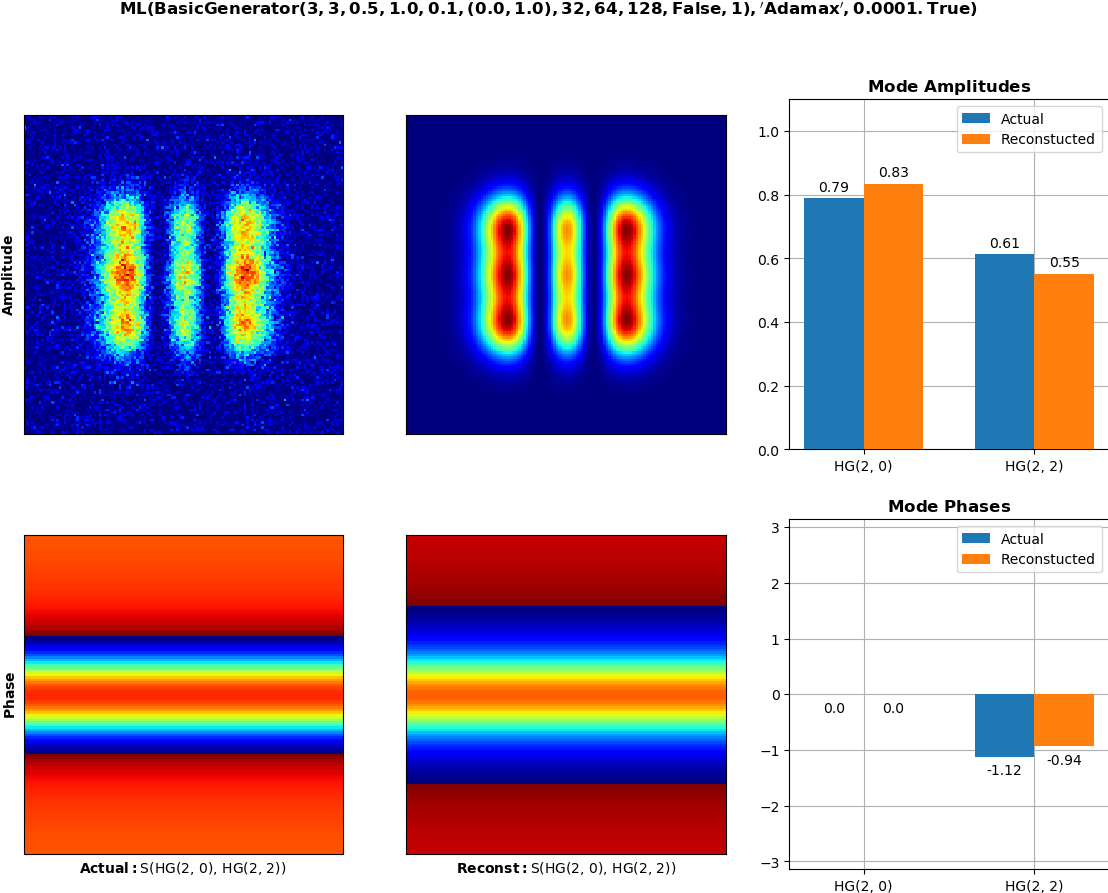 ML(BasicGenerator(3, 3, 0.5, 1.0, 0.1, (0.0, 1.0), 32, 64, 128, False, 1), ′Adamax′, 0.0001. True)
Amplitude
Mode Amplitudes
Actual
Reconstucted
1.0
0.8
0.6
0.4
0.2
0.0
0.79
0.83
0.61
0.55
HG(2, 0)
HG(2, 2)
Phase
Actual: S(HG(2, 0), HG(2, 2))
Reconst: S(HG(2, 0), HG(2, 2))
Mode Phases
Actual
Reconstucted
3
2
1
0
−1
−2
−3
0.0
0.0
-1.12
-0.94
HG(2, 0)
HG(2, 2)